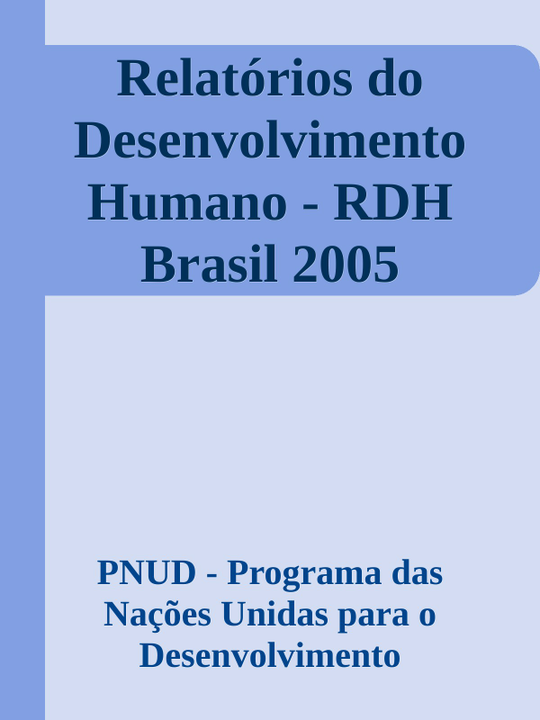 Relatórios do
Desenvolvimento
Humano - RDH
Brasil 2005
PNUD - Programa das
Nações Unidas para o
Desenvolvimento